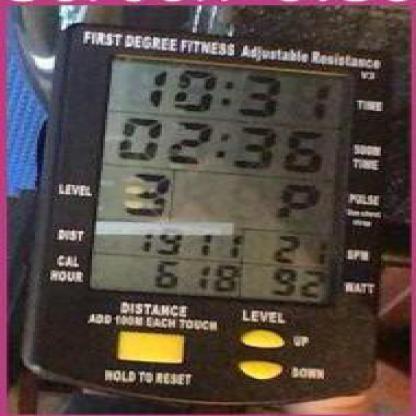 FIRST DEGREE FITNESS Adjustable Resistance
V3
10:31 TIME
02:36 500M TIME
LEVEL 3 P PULSE
DIST 1911 21 SPM
CAL HOUR 618 92 WATT
DISTANCE LEVEL
ADD 100M EACH TOUCH
UP
HOLD TO RESET DOWN